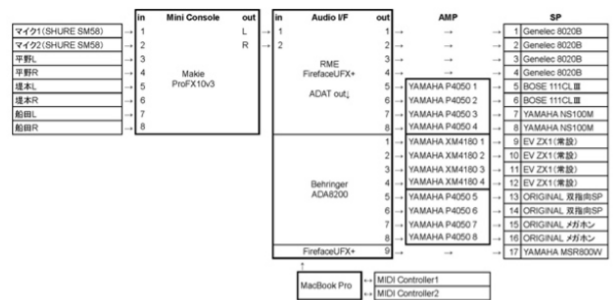 in Mini Console out in Audio I/F out AMP SP
マイク1(SHURE SM58) → 1 L → 1 1 → → 1 Genelec 8020B
マイク2(SHURE SM58) → 2 R → 2 2 → → 2 Genelec 8020B
平野L → 3 3 → → 3 Genelec 8020B
平野R → 4 4 → → 4 Genelec 8020B
堤本L → 5 5 → YAMAHA P4050 1 → 5 BOSE 111CLⅢ
堤本R → 6 6 → YAMAHA P4050 2 → 6 BOSE 111CLⅢ
船田L → 7 7 → YAMAHA P4050 3 → 7 YAMAHA NS100M
船田R → 8 8 → YAMAHA P4050 4 → 8 YAMAHA NS100M
Makie
ProFX10v3
RME
FirefaceUFX+
ADAT out↓
1 → YAMAHA XM4180 1 → 9 EV ZX1(常設)
2 → YAMAHA XM4180 2 → 10 EV ZX1(常設)
3 → YAMAHA XM4180 3 → 11 EV ZX1(常設)
4 → YAMAHA XM4180 4 → 12 EV ZX1(常設)
5 → YAMAHA P4050 5 → 13 ORIGINAL 双指向SP
6 → YAMAHA P4050 6 → 14 ORIGINAL 双指向SP
7 → YAMAHA P4050 7 → 15 ORIGINAL メガホン
8 → YAMAHA P4050 8 → 16 ORIGINAL メガホン
Behringer
ADA8200
FirefaceUFX+ 9 → → 17 YAMAHA MSR800W
↑
MacBook Pro ↔ MIDI Controller1
↔ MIDI Controller2